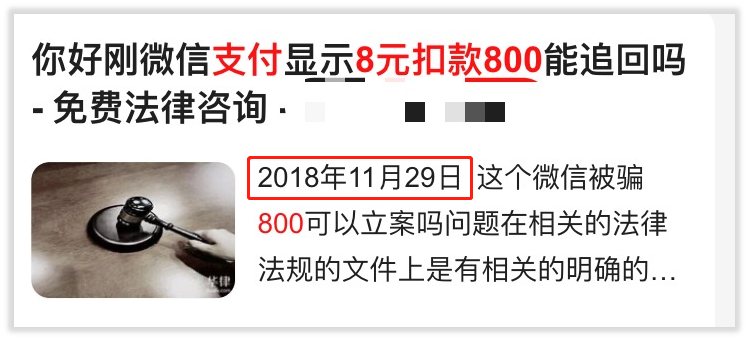 你好刚微信支付显示8元扣款800能追回吗
- 免费法律咨询 ·
2018年11月29日 这个微信被骗
800可以立案吗问题在相关的法律
法规的文件上是有相关的明确的…
华律